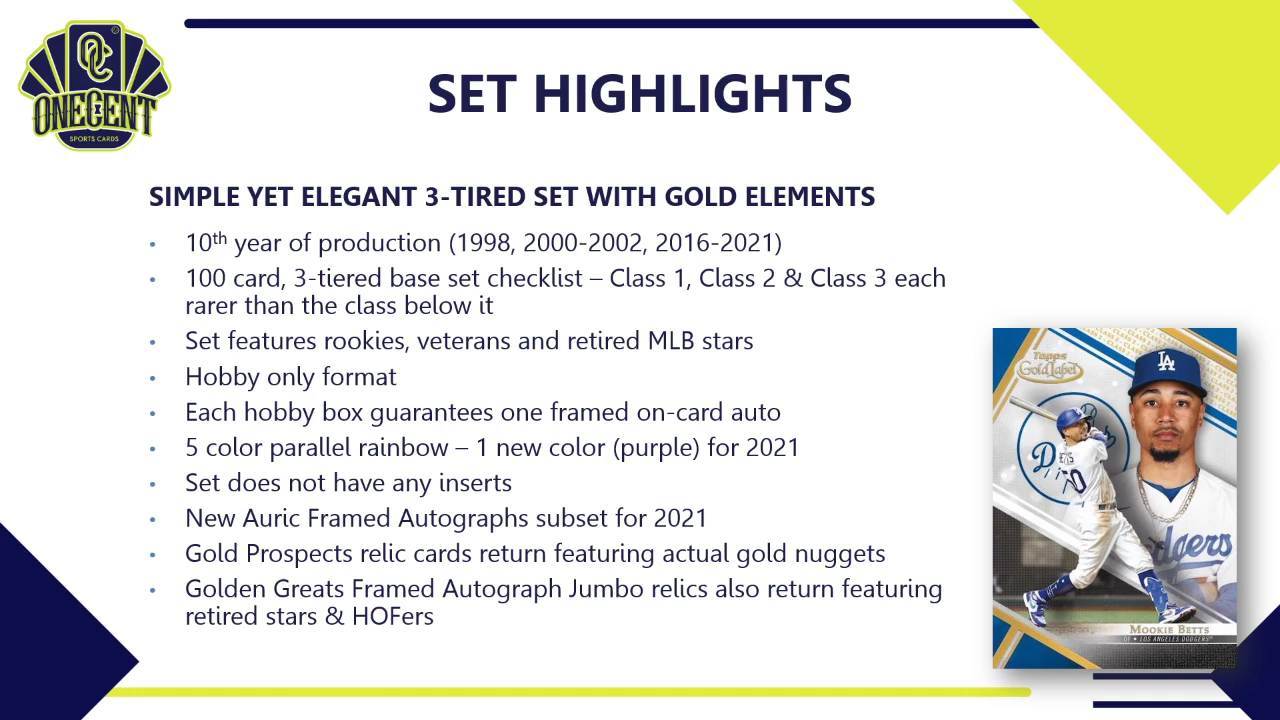 OC
ONECENT
SPORTS CARDS
SET HIGHLIGHTS
SIMPLE YET ELEGANT 3-TIRED SET WITH GOLD ELEMENTS
• 10th year of production (1998, 2000-2002, 2016-2021)
• 100 card, 3-tiered base set checklist – Class 1, Class 2 & Class 3 each
rarer than the class below it
• Set features rookies, veterans and retired MLB stars
• Hobby only format
• Each hobby box guarantees one framed on-card auto
• 5 color parallel rainbow – 1 new color (purple) for 2021
• Set does not have any inserts
• New Auric Framed Autographs subset for 2021
• Gold Prospects relic cards return featuring actual gold nuggets
• Golden Greats Framed Autograph Jumbo relics also return featuring
retired stars & HOFers
Topps
Gold Label
LA
MOOKIE BETTS
OF • LOS ANGELES DODGERS